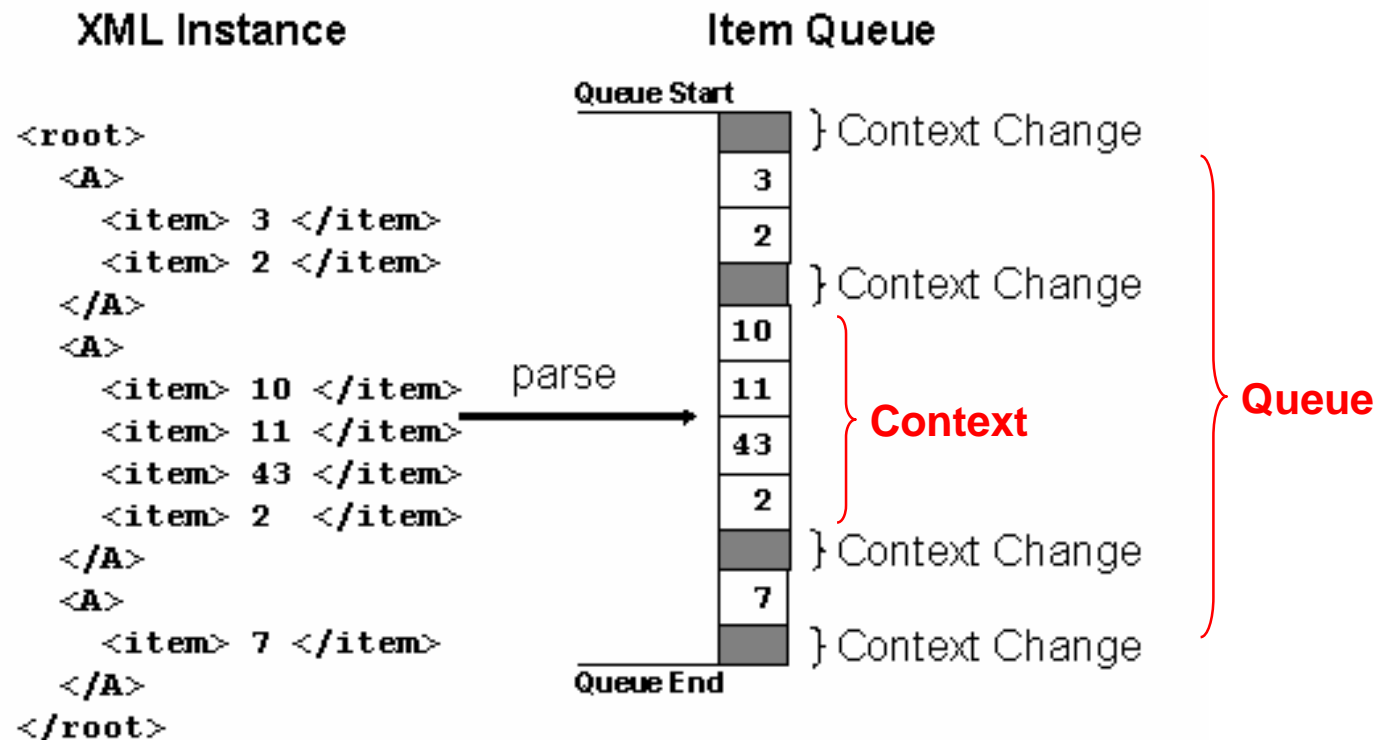 XML Instance
Item Queue
<root>
<A>
<item> 3 </item>
<item> 2 </item>
</A>
<A>
<item> 10 </item>
<item> 11 </item>
<item> 43 </item>
<item> 2 </item>
</A>
<A>
<item> 7 </item>
</A>
</root>
parse
Queue Start
} Context Change
3
2
} Context Change
10
11
43
2
Context
} Context Change
7
} Context Change
Queue End
Queue